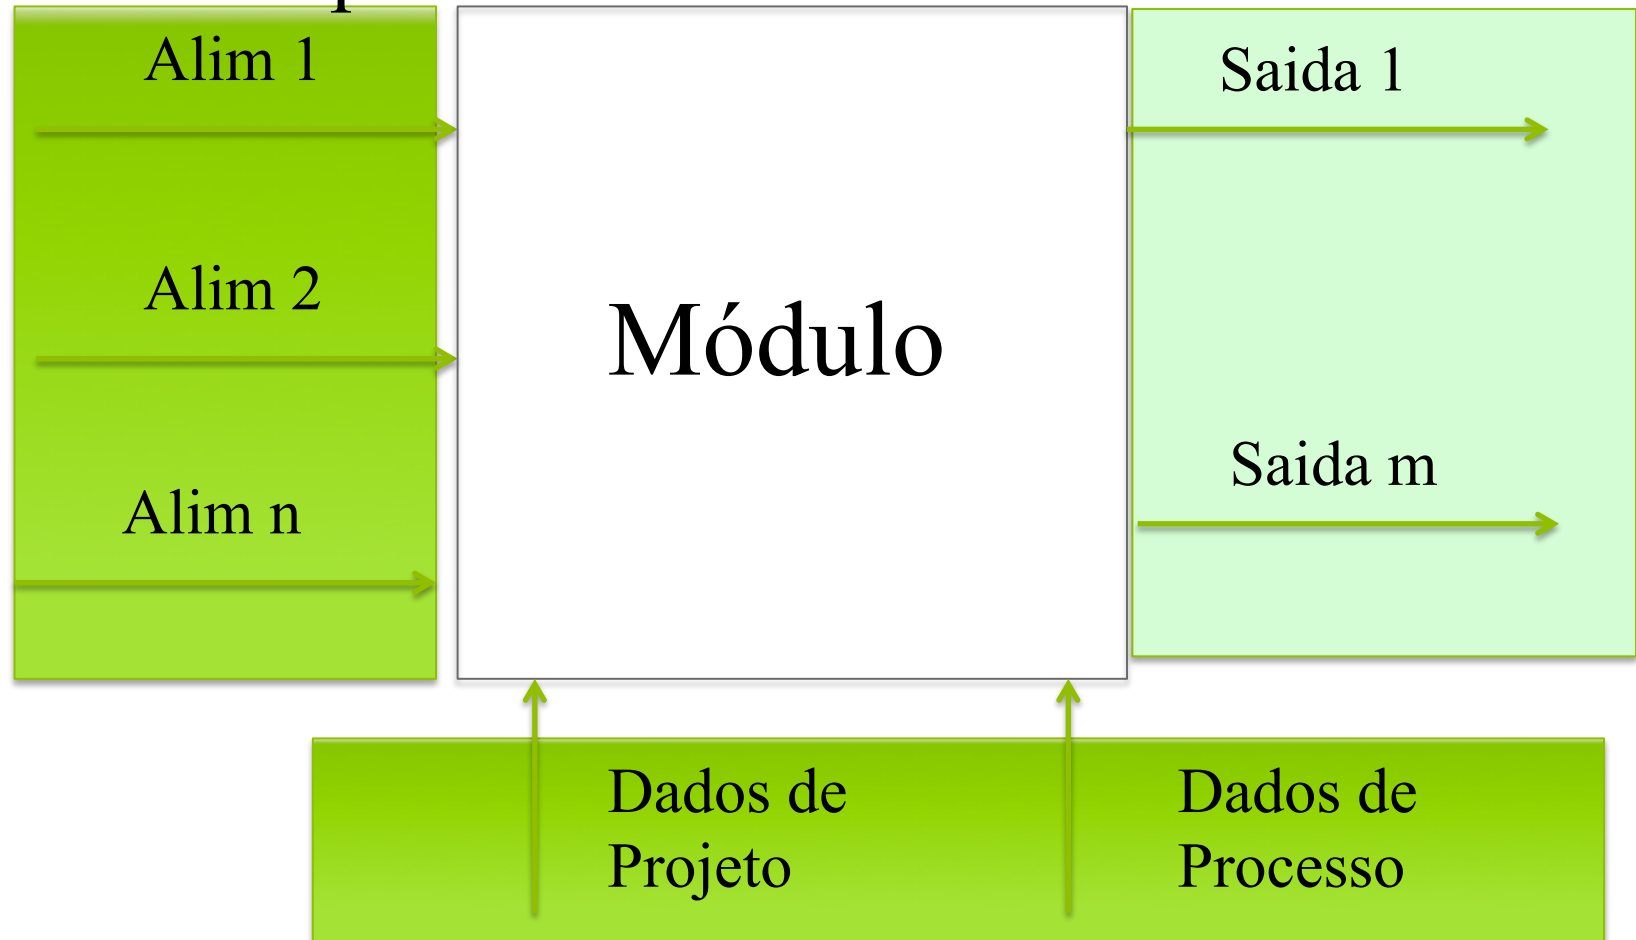 Alim 1
Saida 1
Alim 2
Módulo
Saida m
Alim n
Dados de
Projeto
Dados de
Processo